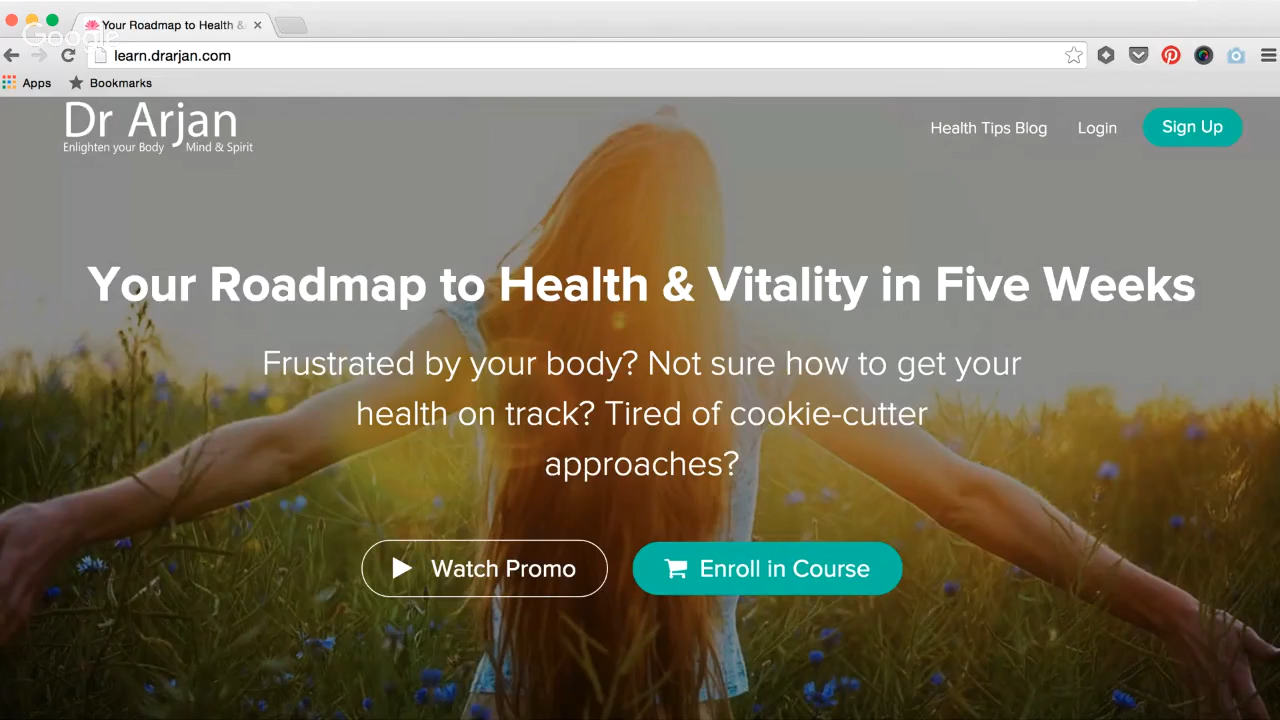 Your Roadmap to Health &
Google
learn.drarjan.com
Apps
Bookmarks
Dr Arjan
Enlighten your Body Mind & Spirit
Health Tips Blog
Login
Sign Up
Your Roadmap to Health & Vitality in Five Weeks
Frustrated by your body? Not sure how to get your
health on track? Tired of cookie-cutter
approaches?
Watch Promo
Enroll in Course